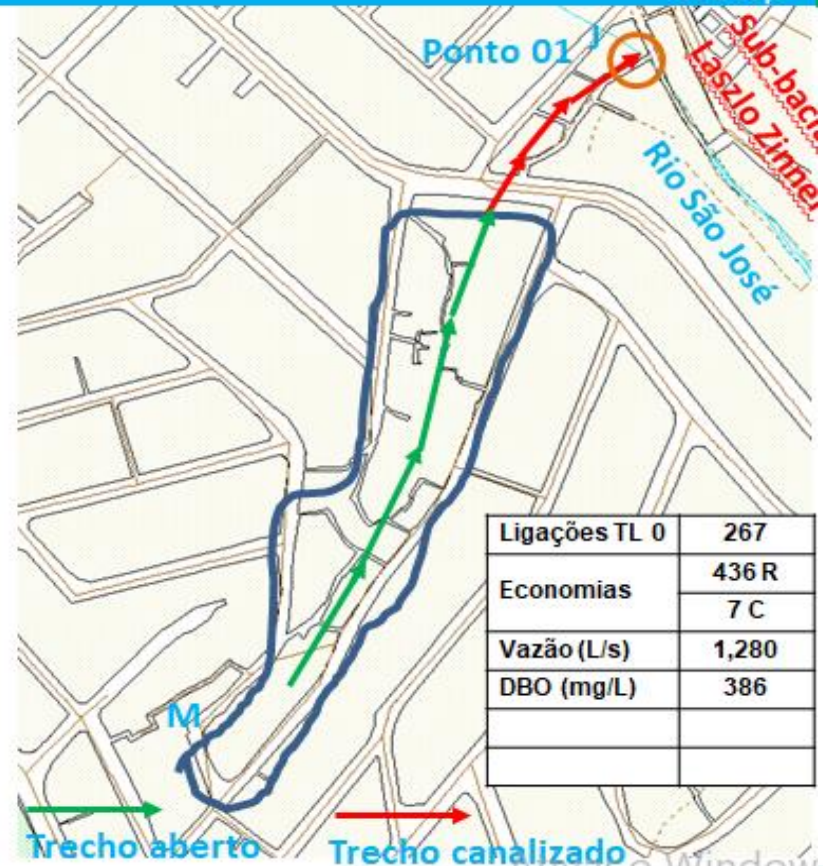 Ponto 01 J
Sub-bacia
Laszlo Zinner
Rio São José
Ligações TL 0 267
Economias 436 R
7 C
Vazão (L/s) 1,280
DBO (mg/L) 386
M
Trecho aberto
Trecho canalizado
Windows